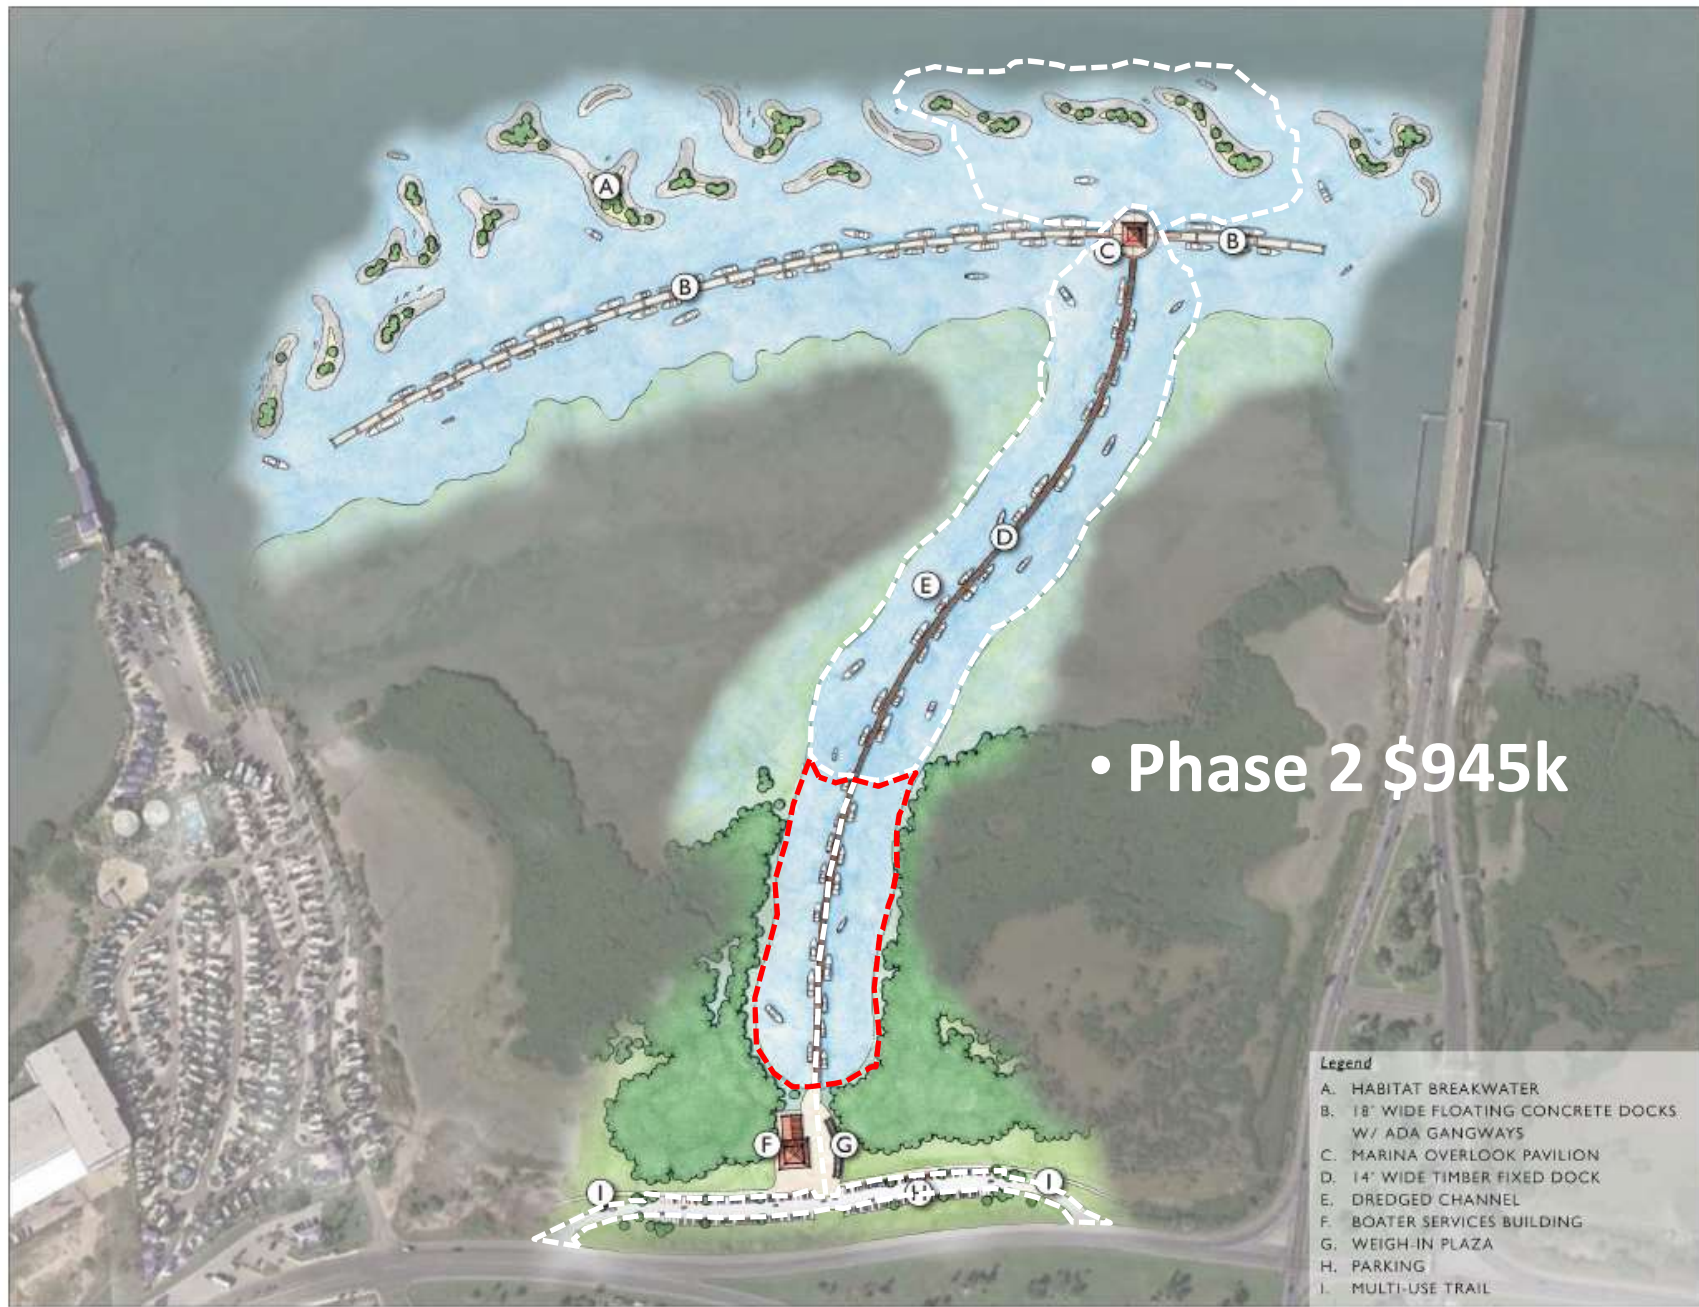 A
B
C
B
D
E
• Phase 2 $945k
F
G
I
H
I
Legend
A. HABITAT BREAKWATER
B. 18' WIDE FLOATING CONCRETE DOCKS
W/ ADA GANGWAYS
C. MARINA OVERLOOK PAVILION
D. 14' WIDE TIMBER FIXED DOCK
E. DREDGED CHANNEL
F. BOATER SERVICES BUILDING
G. WEIGH-IN PLAZA
H. PARKING
I. MULTI-USE TRAIL